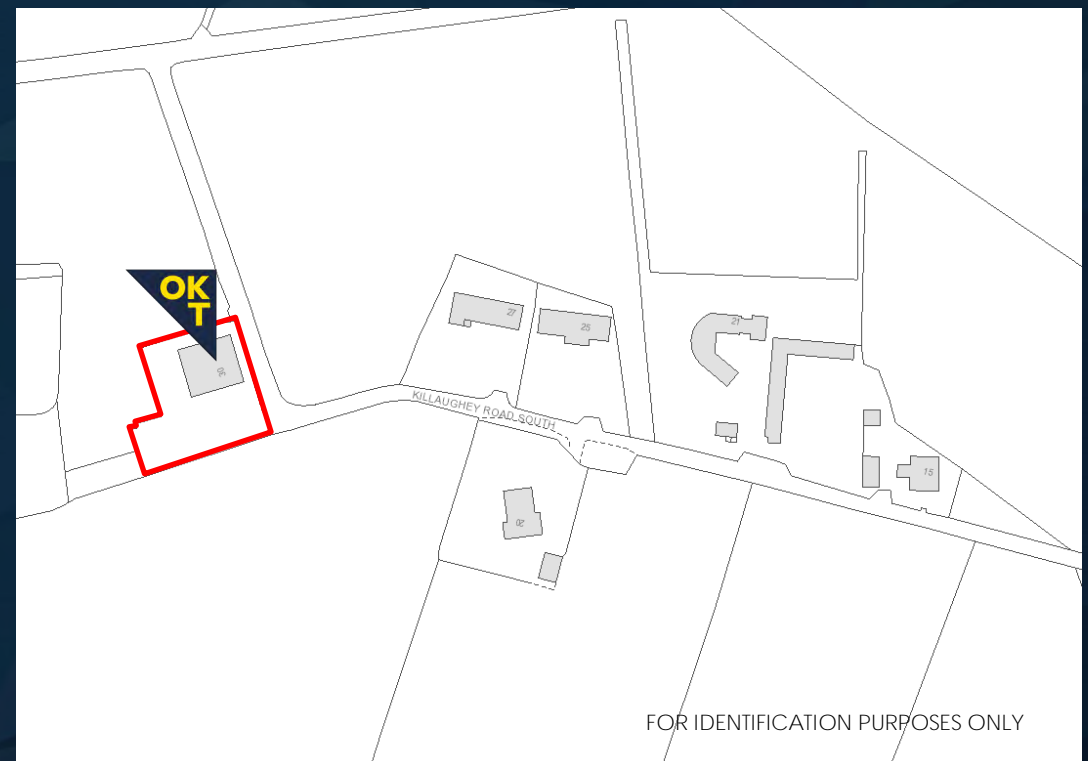 OK
T
27
25
21
KILLAUGHEY ROAD SOUTH
15
20
FOR IDENTIFICATION PURPOSES ONLY